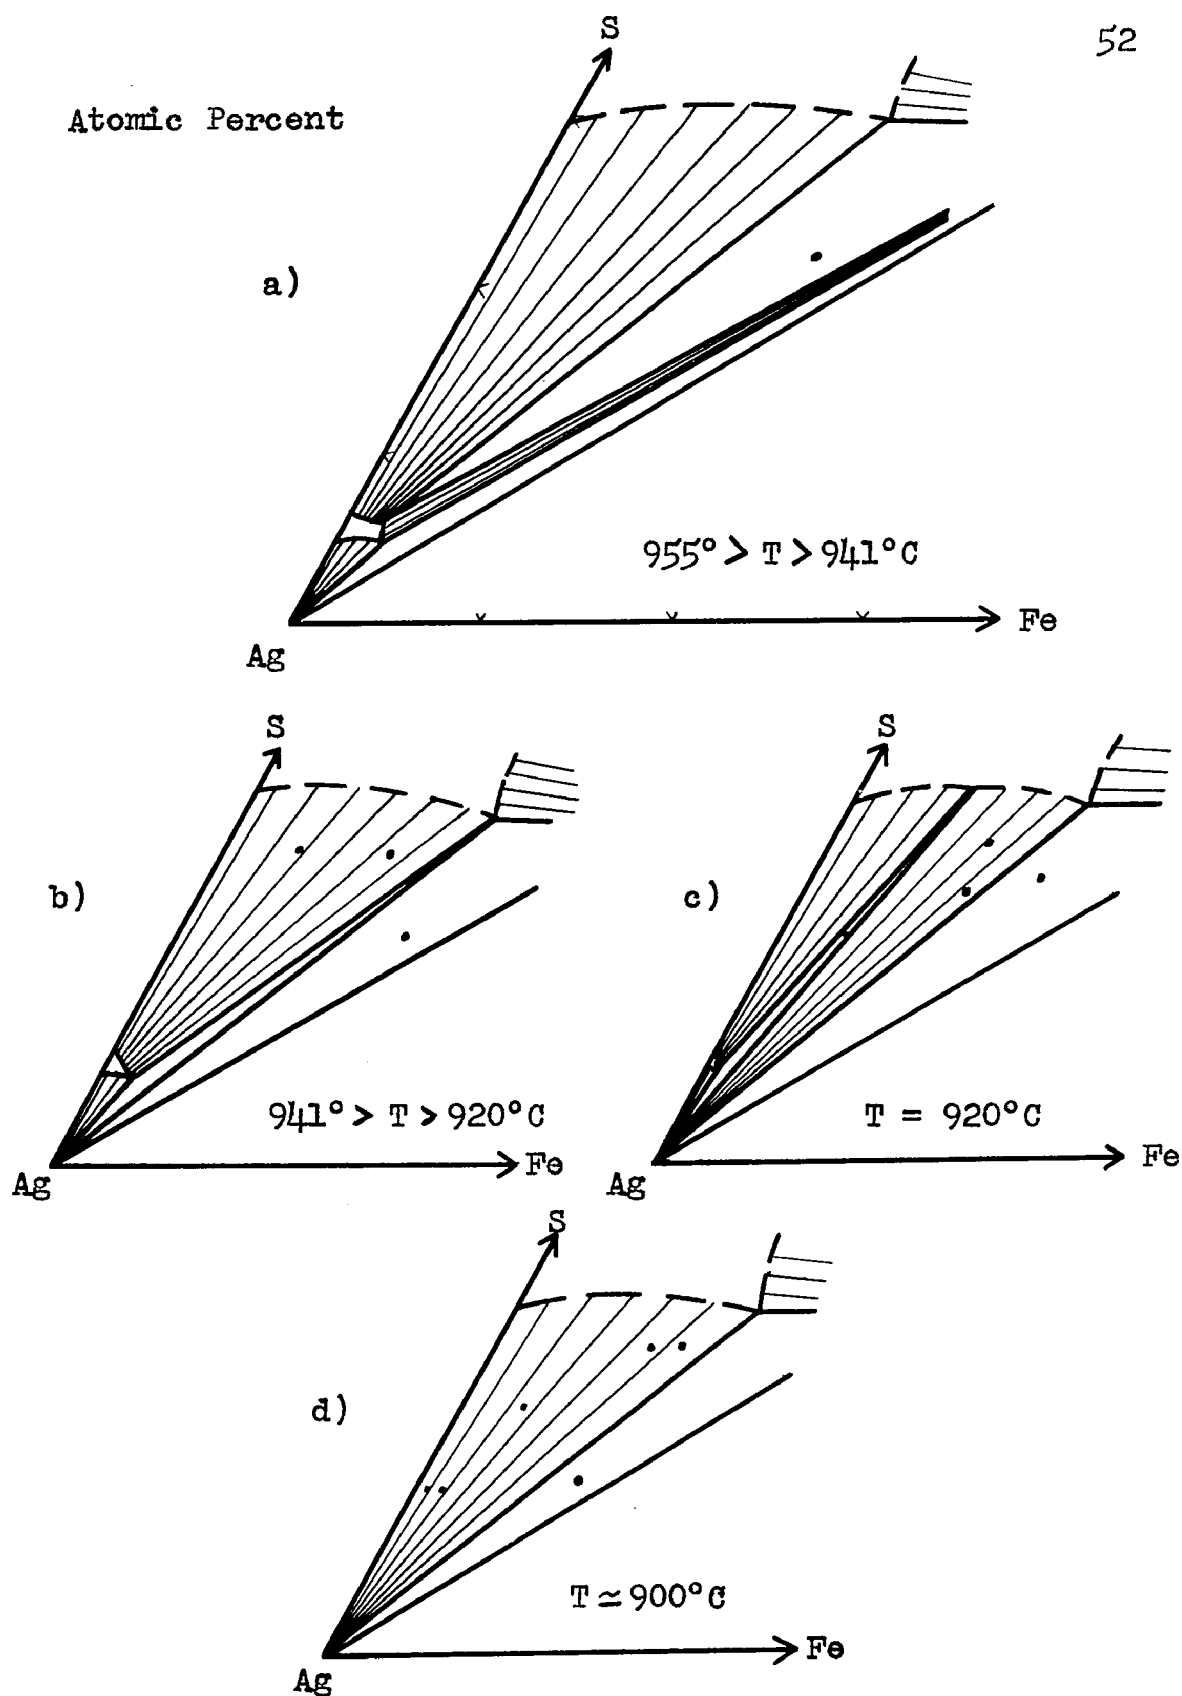 52
S
Atomic Percent
a)
955° > T > 941°C
Fe
Ag
S
b)
941° > T > 920°C
Fe
Ag
S
c)
T = 920°C
Fe
Ag
S
d)
T ≃ 900°C
Fe
Ag